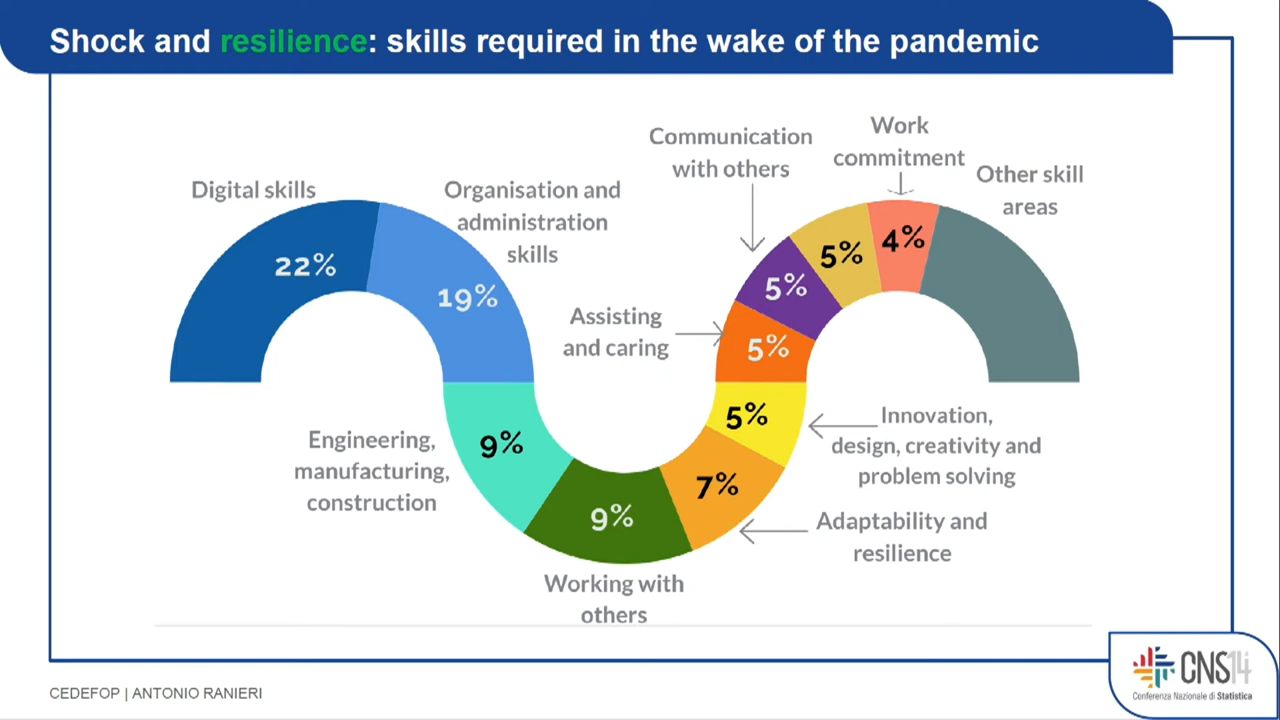 Shock and resilience: skills required in the wake of the pandemic
Communication
with others
Work
commitment
Other skill
areas
Digital skills
Organisation and
administration
skills
22%
19%
5%
5%
4%
Assisting
and caring
5%
5%
Innovation,
design, creativity and
problem solving
Engineering,
manufacturing,
construction
9%
7%
9%
Adaptability and
resilience
Working with
others
CEDEFOP | ANTONIO RANIERI
CNS14
Conferenza Nazionale di Statistica